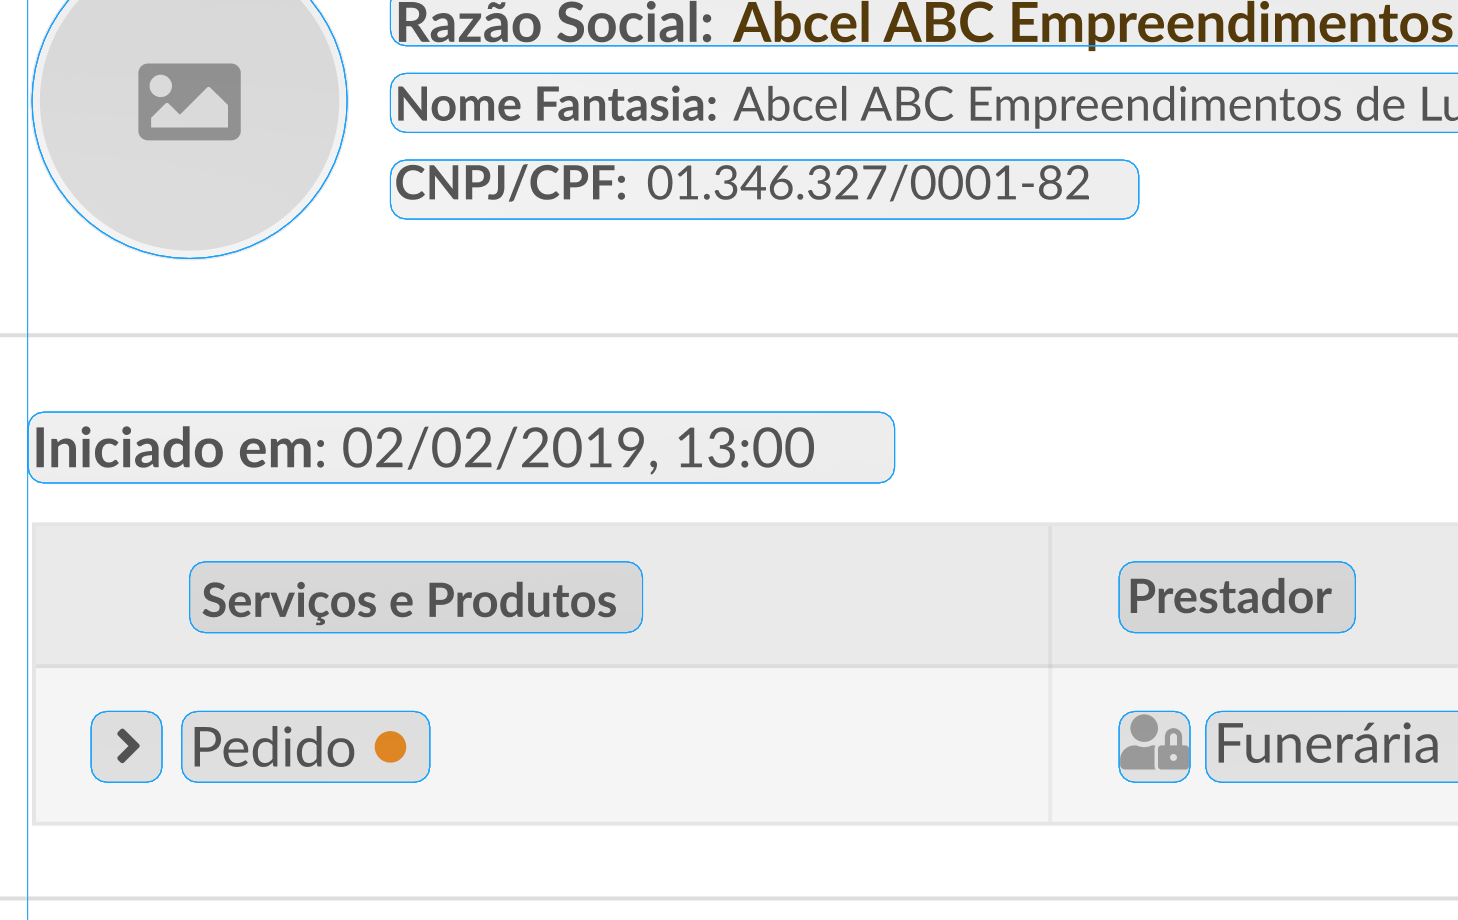 Razão Social: Abcel ABC Empreendimentos
Nome Fantasia: Abcel ABC Empreendimentos de
CNPJ/CPF: 01.346.327/0001-82
Iniciado em: 02/02/2019, 13:00
Serviços e Produtos
Prestador
Pedido
Funerária